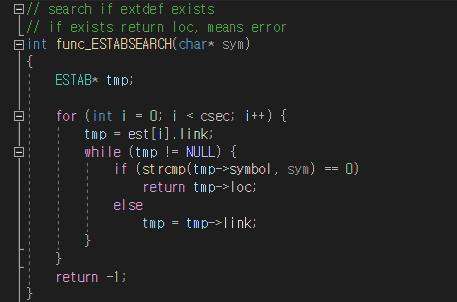 // search if extdef exists
// if exists return loc, means error
int func_ESTABSEARCH(char* sym)
{
    ESTAB* tmp;

    for (int i = 0; i < csec; i++) {
        tmp = est[i].link;
        while (tmp != NULL) {
            if (strcmp(tmp->symbol, sym) == 0)
                return tmp->loc;
            else
                tmp = tmp->link;
        }
    }
    return -1;
}